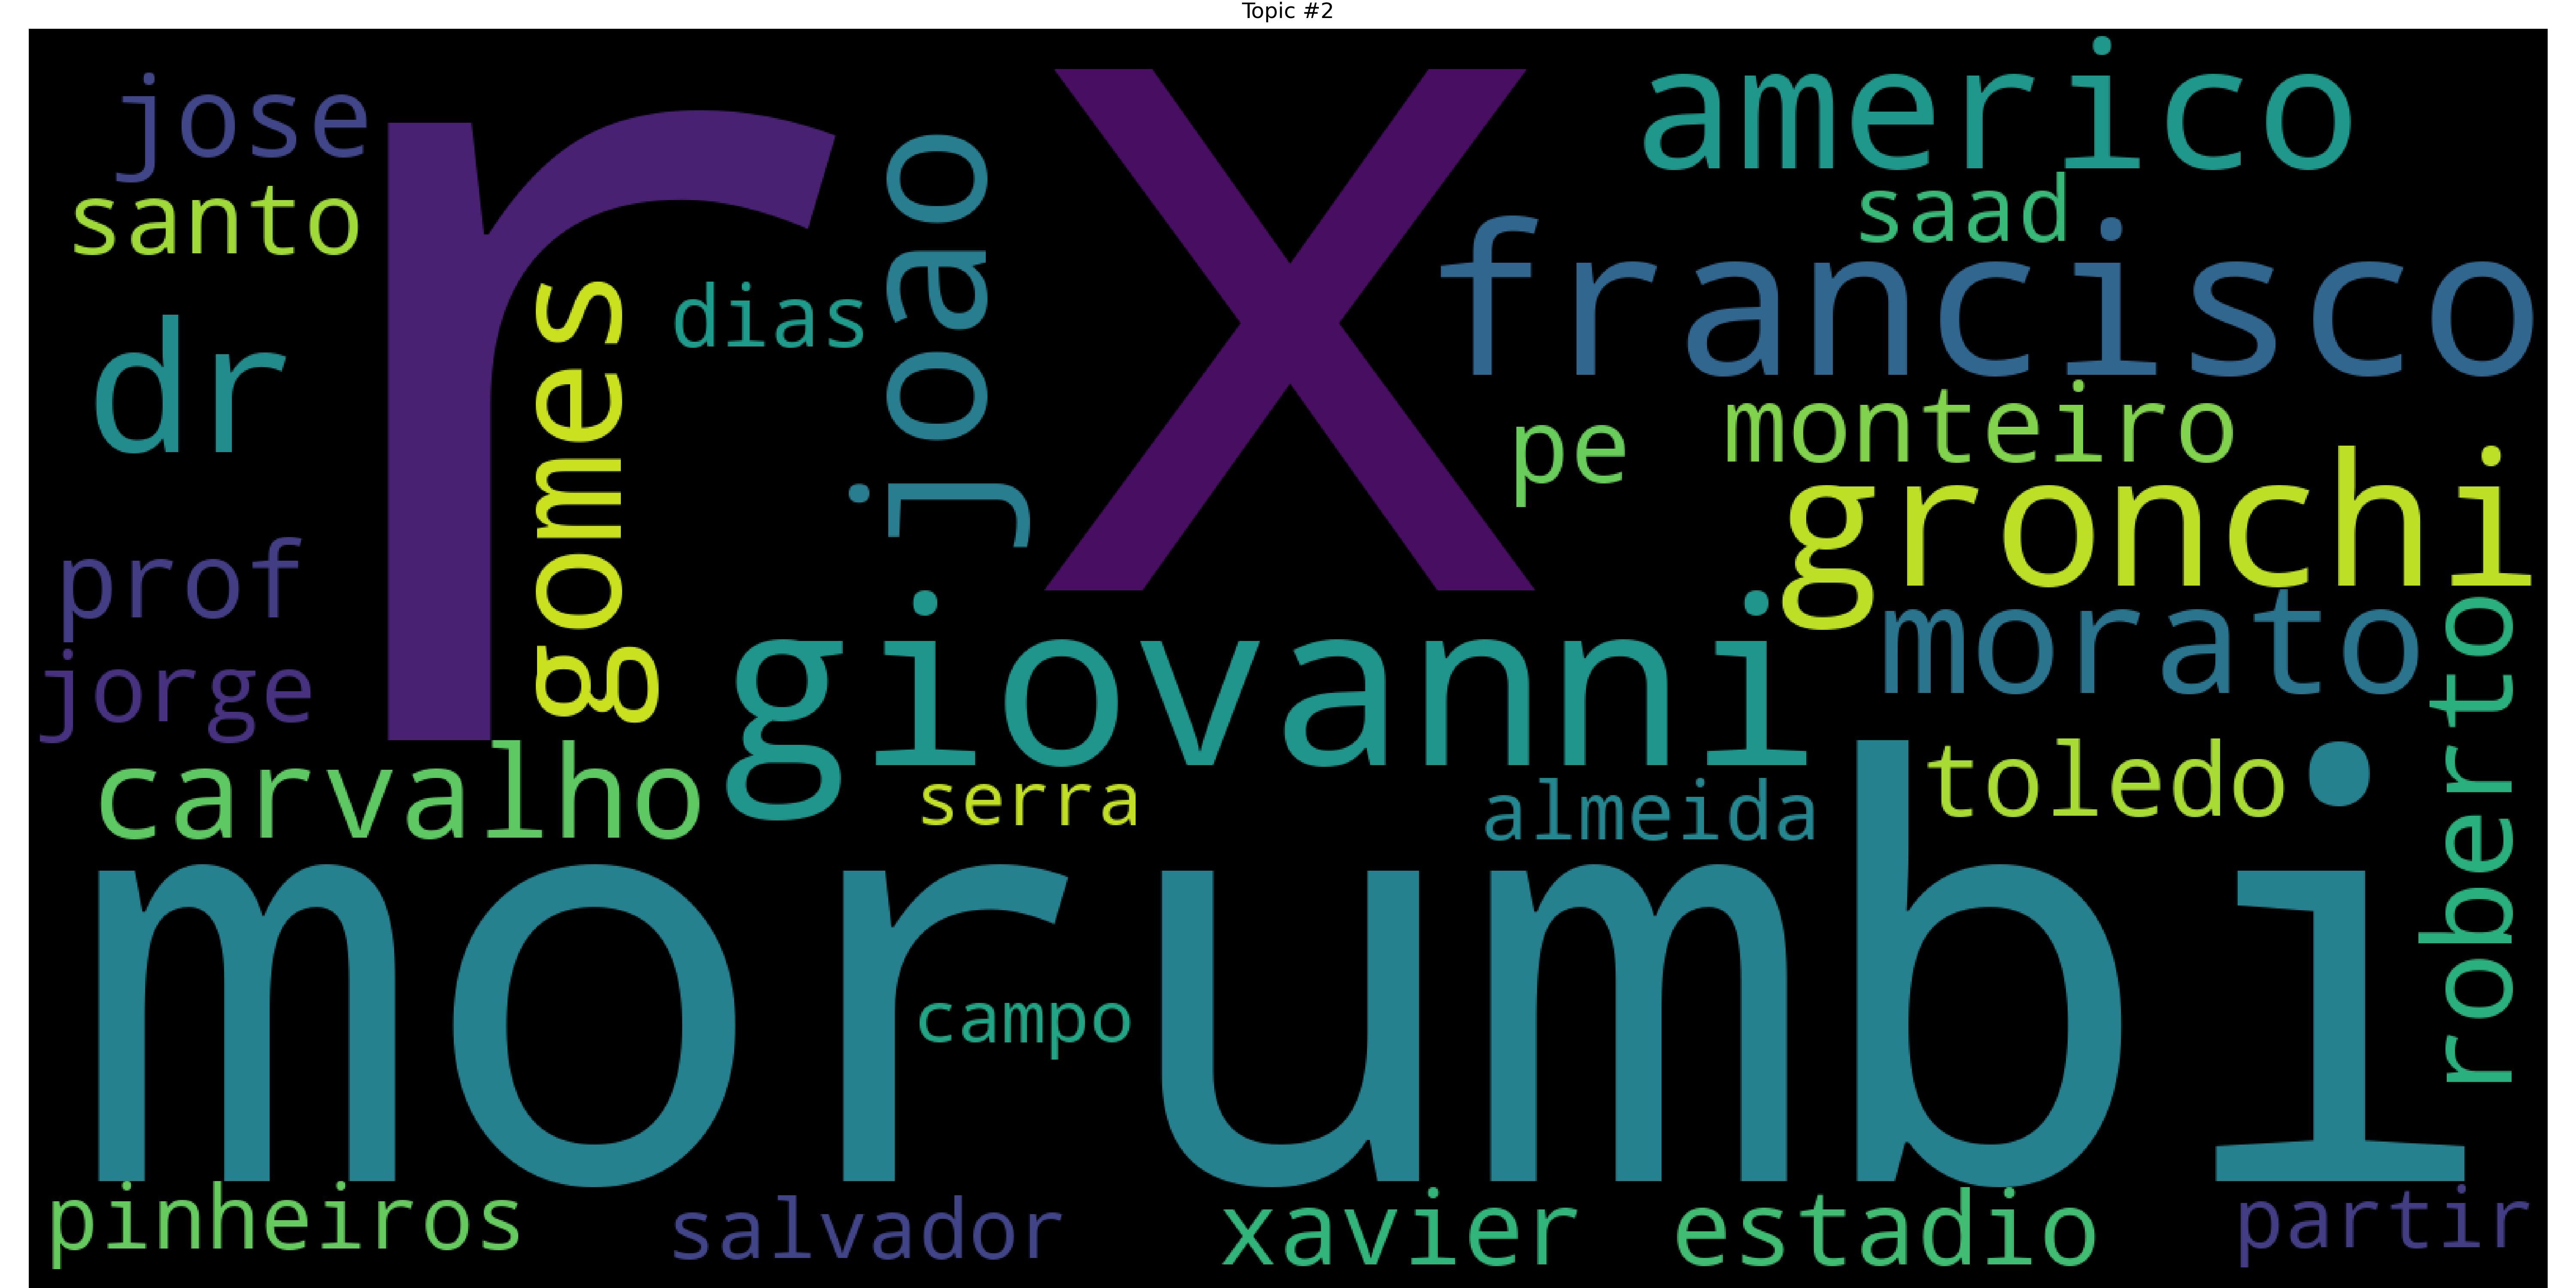 Topic #2
jose
santo
r
x
joao
americo
saad
francisco
dr
gomes
dias
pe
monteiro
gronchi
prof
jorge
giovanni
morato
roberto
carvalho
serra
almeida
toledo
morumbi
campo
pinheiros
salvador
xavier
estadio
partir